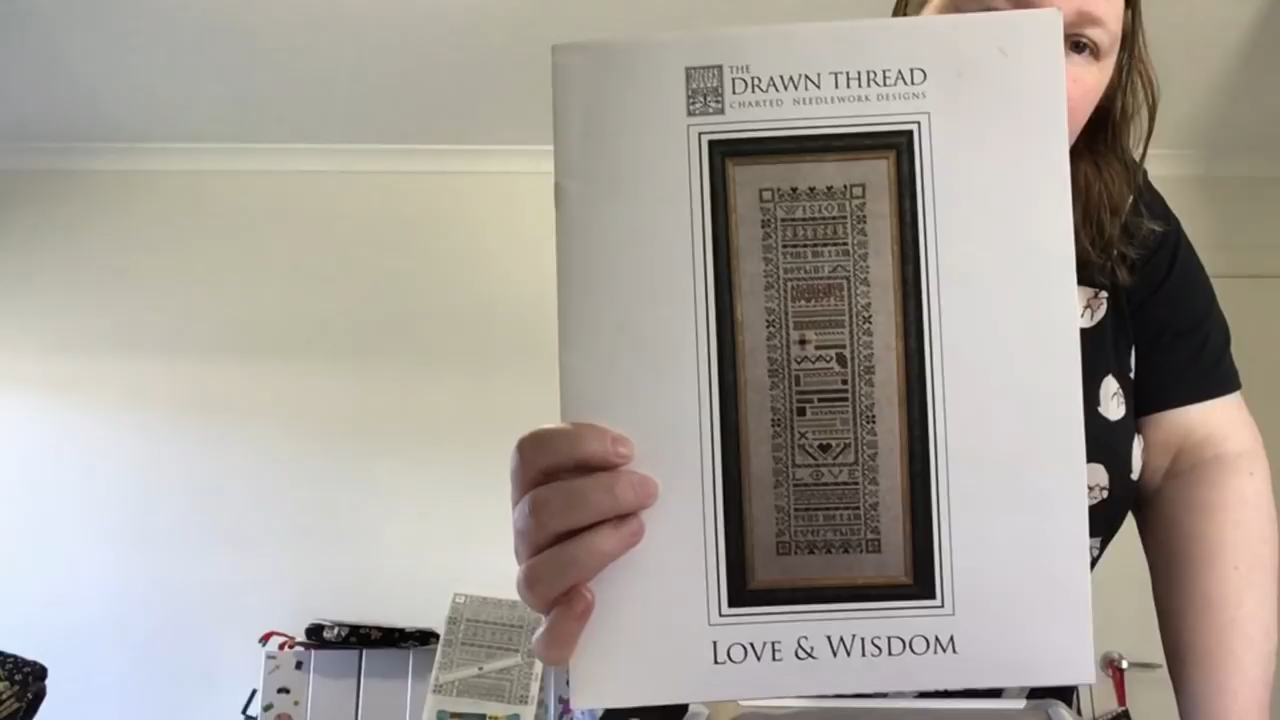 THE
DRAWN THREAD
CHARTED NEEDLEWORK DESIGNS
WISDOM
LOVE
LOVE & WISDOM